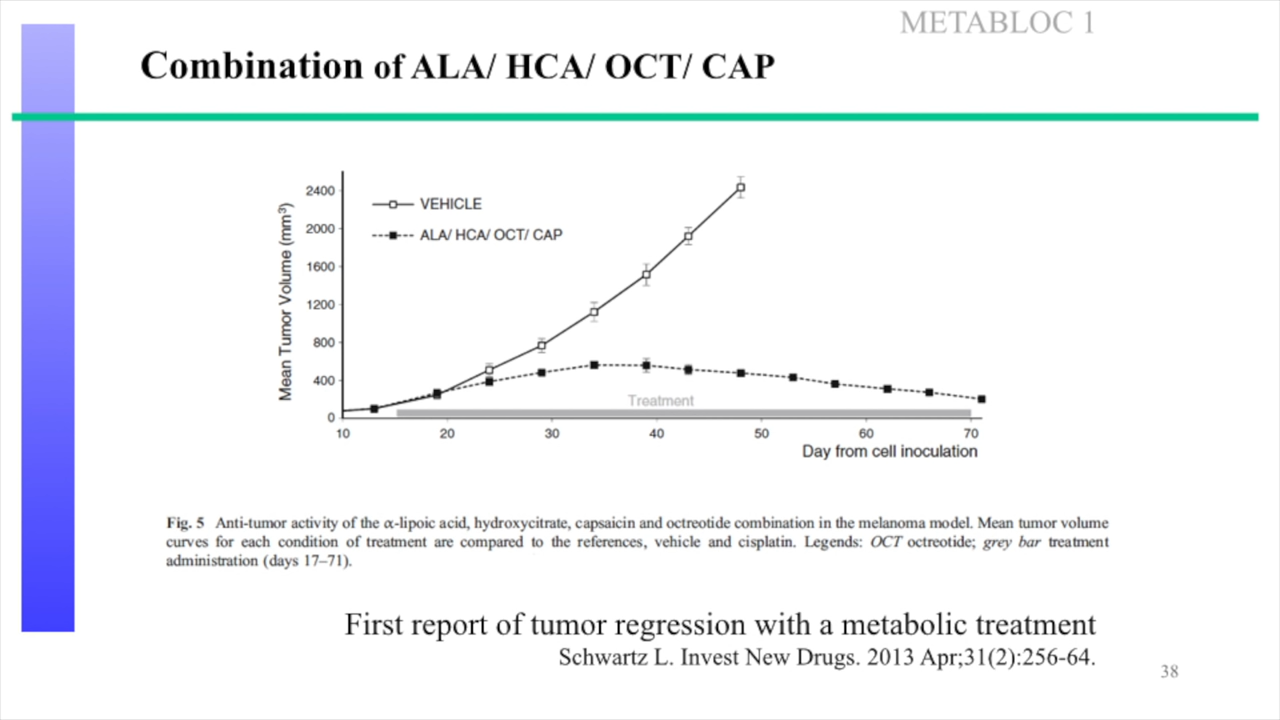 METABLOC 1
Combination of ALA/ HCA/ OCT/ CAP
Mean Tumor Volume (mm³)
2400
2000
1600
1200
800
400
0
VEHICLE
ALA/ HCA/ OCT/ CAP
Treatment
10 20 30 40 50 60 70
Day from cell inoculation
Fig. 5 Anti-tumor activity of the α-lipoic acid, hydroxycitrate, capsaicin and octreotide combination in the melanoma model. Mean tumor volume
curves for each condition of treatment are compared to the references, vehicle and cisplatin. Legends: OCT octreotide; grey bar treatment
administration (days 17–71).
First report of tumor regression with a metabolic treatment
Schwartz L. Invest New Drugs. 2013 Apr;31(2):256-64.
38